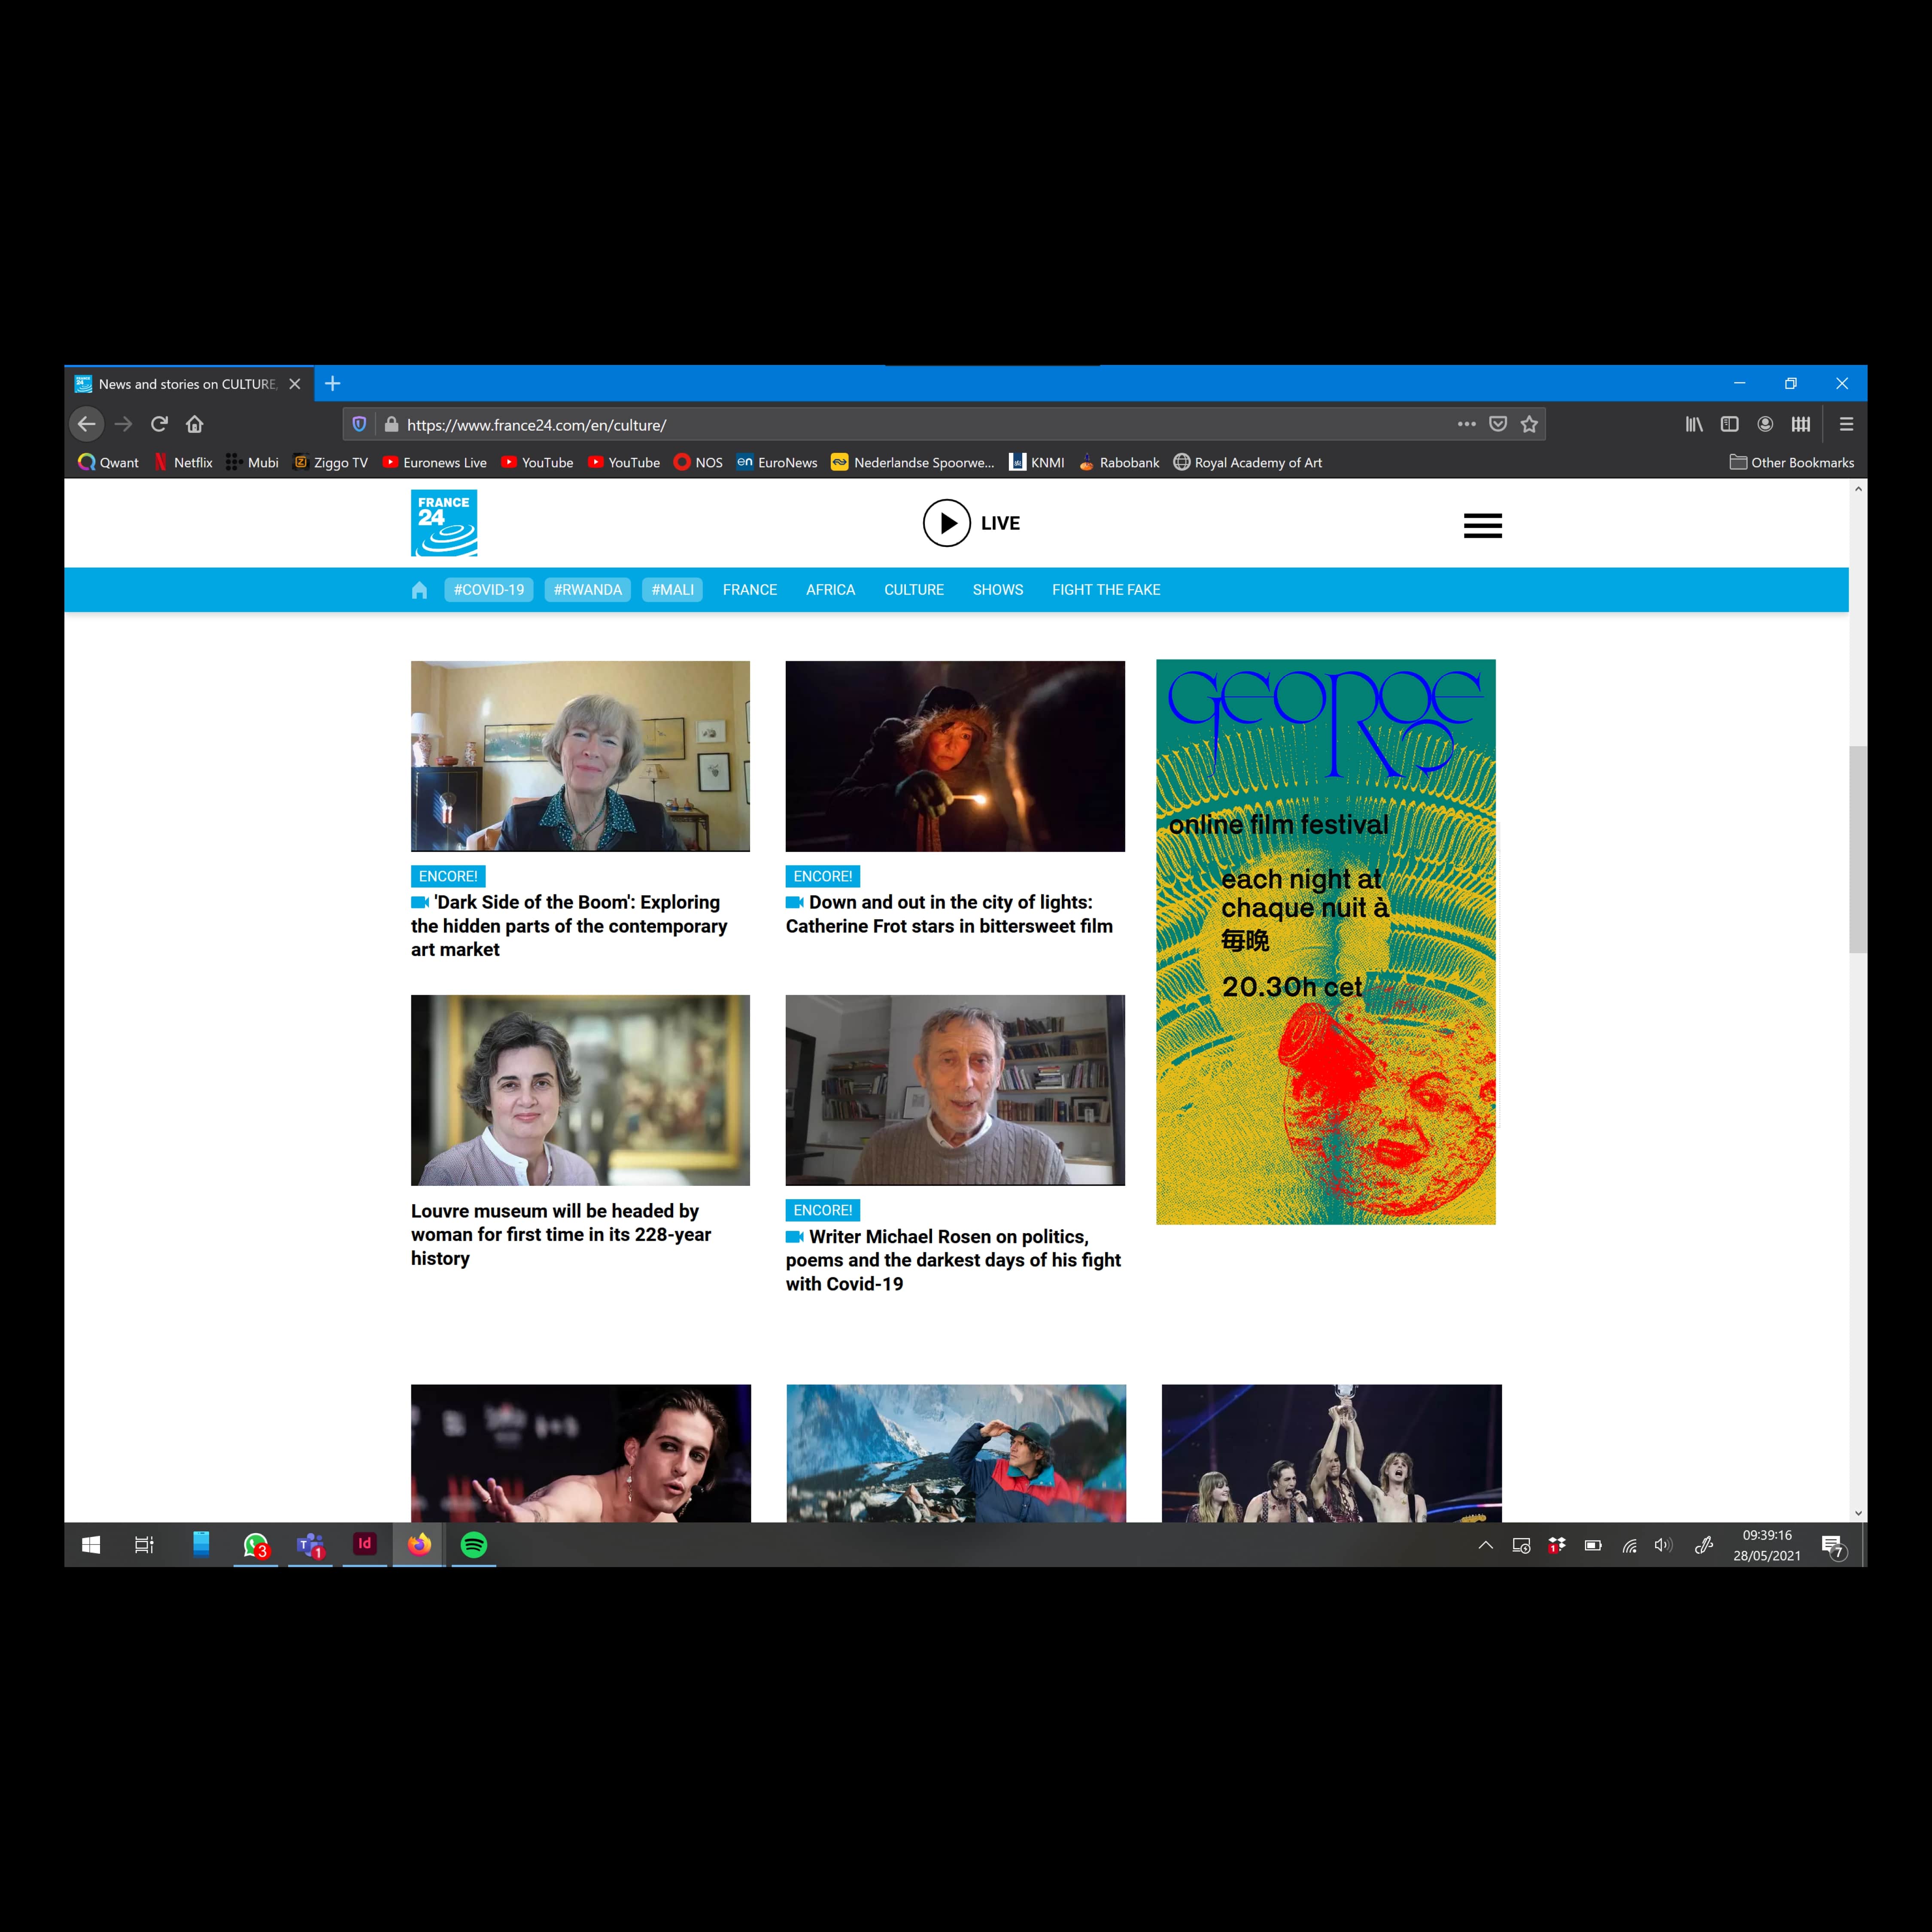 News and stories on CULTURE,
https://www.france24.com/en/culture/
Qwant Netflix Mubi Ziggo TV Euronews Live YouTube YouTube NOS EuroNews Nederlandse Spoorwe... KNMI Rabobank Royal Academy of Art Other Bookmarks
FRANCE
24
LIVE
#COVID-19 #RWANDA #MALI FRANCE AFRICA CULTURE SHOWS FIGHT THE FAKE
ENCORE!
'Dark Side of the Boom': Exploring
the hidden parts of the contemporary
art market
ENCORE!
Down and out in the city of lights:
Catherine Frot stars in bittersweet film
GEORGE
online film festival
each night at
chaque nuit à
毎晩
20.30h cet
Louvre museum will be headed by
woman for first time in its 228-year
history
ENCORE!
Writer Michael Rosen on politics,
poems and the darkest days of his fight
with Covid-19
3
1
Id
1
09:39:16
28/05/2021
7